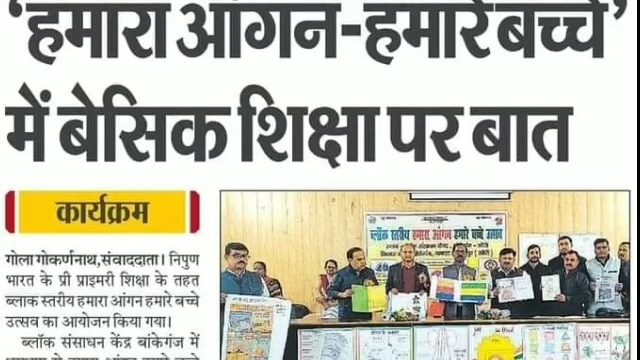 ‘हमारा आंगन-हमारे बच्चे’
में बेसिक शिक्षा पर बात
कार्यक्रम
गोला गोकर्णनाथ, संवाददाता। निपुण
भारत के प्री प्राइमरी शिक्षा के तहत
ब्लाक स्तरीय हमारा आंगन हमारे बच्चे
उत्सव का आयोजन किया गया।
ब्लॉक संसाधन केंद्र बांकेगंज में
ब्लॉक स्तरीय हमारा आंगन हमारे बच्चे उत्सव